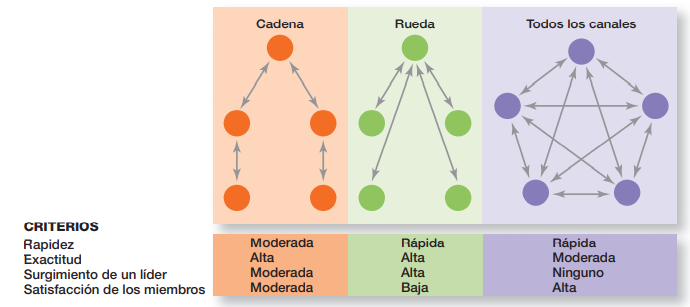 Cadena Rueda Todos los canales
CRITERIOS
Rapidez Moderada Rápida Rápida
Exactitud Alta Alta Moderada
Surgimiento de un líder Moderada Alta Ninguno
Satisfacción de los miembros Moderada Baja Alta